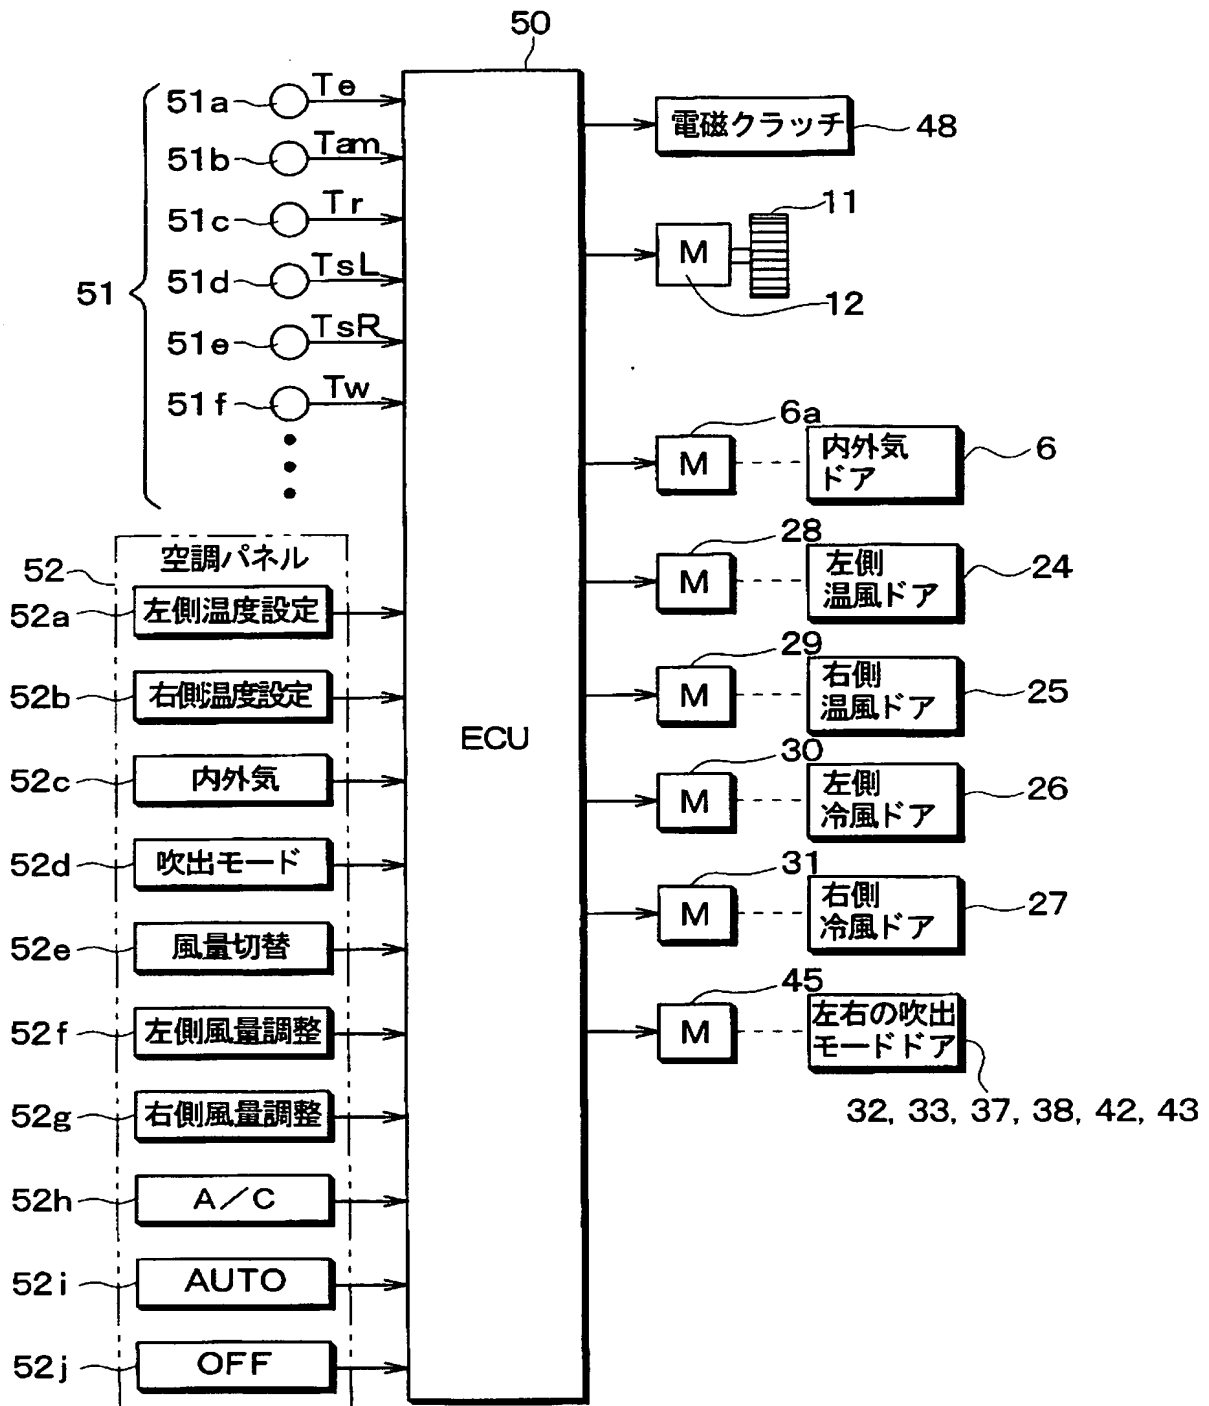 50
51
51a Te
51b Tam
51c Tr
51d TsL
51e TsR
51f Tw
52
空調パネル
52a 左側温度設定
52b 右側温度設定
52c 内外気
52d 吹出モード
52e 風量切替
52f 左側風量調整
52g 右側風量調整
52h A／C
52i AUTO
52j OFF
ECU
電磁クラッチ 48
11
M
12
6a
M
内外気
ドア
6
28
M
左側
温風ドア
24
29
M
右側
温風ドア
25
30
M
左側
冷風ドア
26
31
M
右側
冷風ドア
27
45
M
左右の吹出
モードドア
32, 33, 37, 38, 42, 43